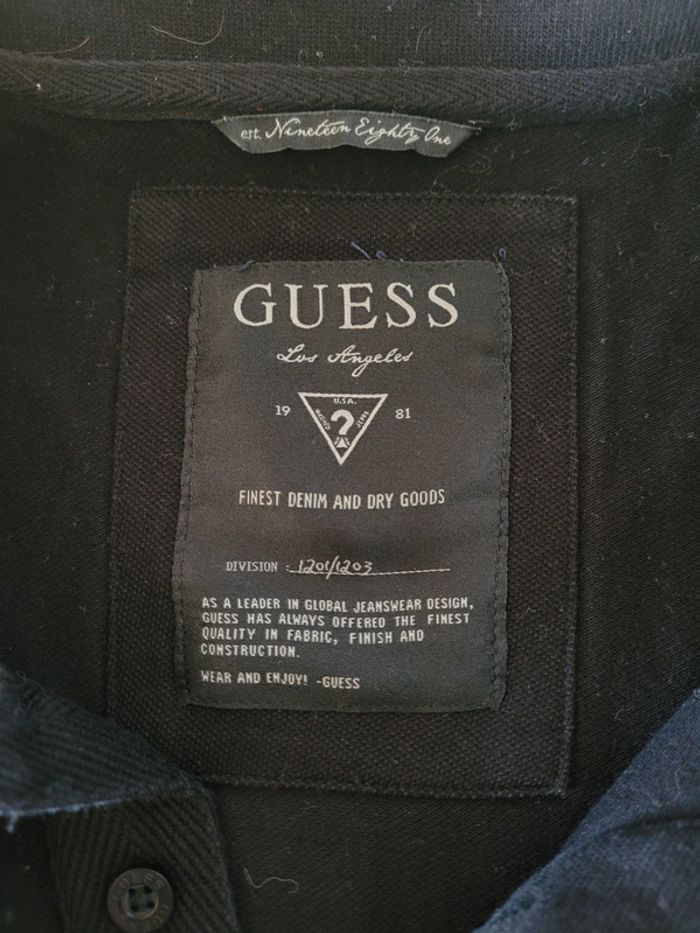 est. Nineteen Eighty One
GUESS
Los Angeles
U.S.A.
19 ? 81
FINEST DENIM AND DRY GOODS
DIVISION : 1201/1203
AS A LEADER IN GLOBAL JEANSWEAR DESIGN,
GUESS HAS ALWAYS OFFERED THE FINEST
QUALITY IN FABRIC, FINISH AND
CONSTRUCTION.
WEAR AND ENJOY! -GUESS
GUESS